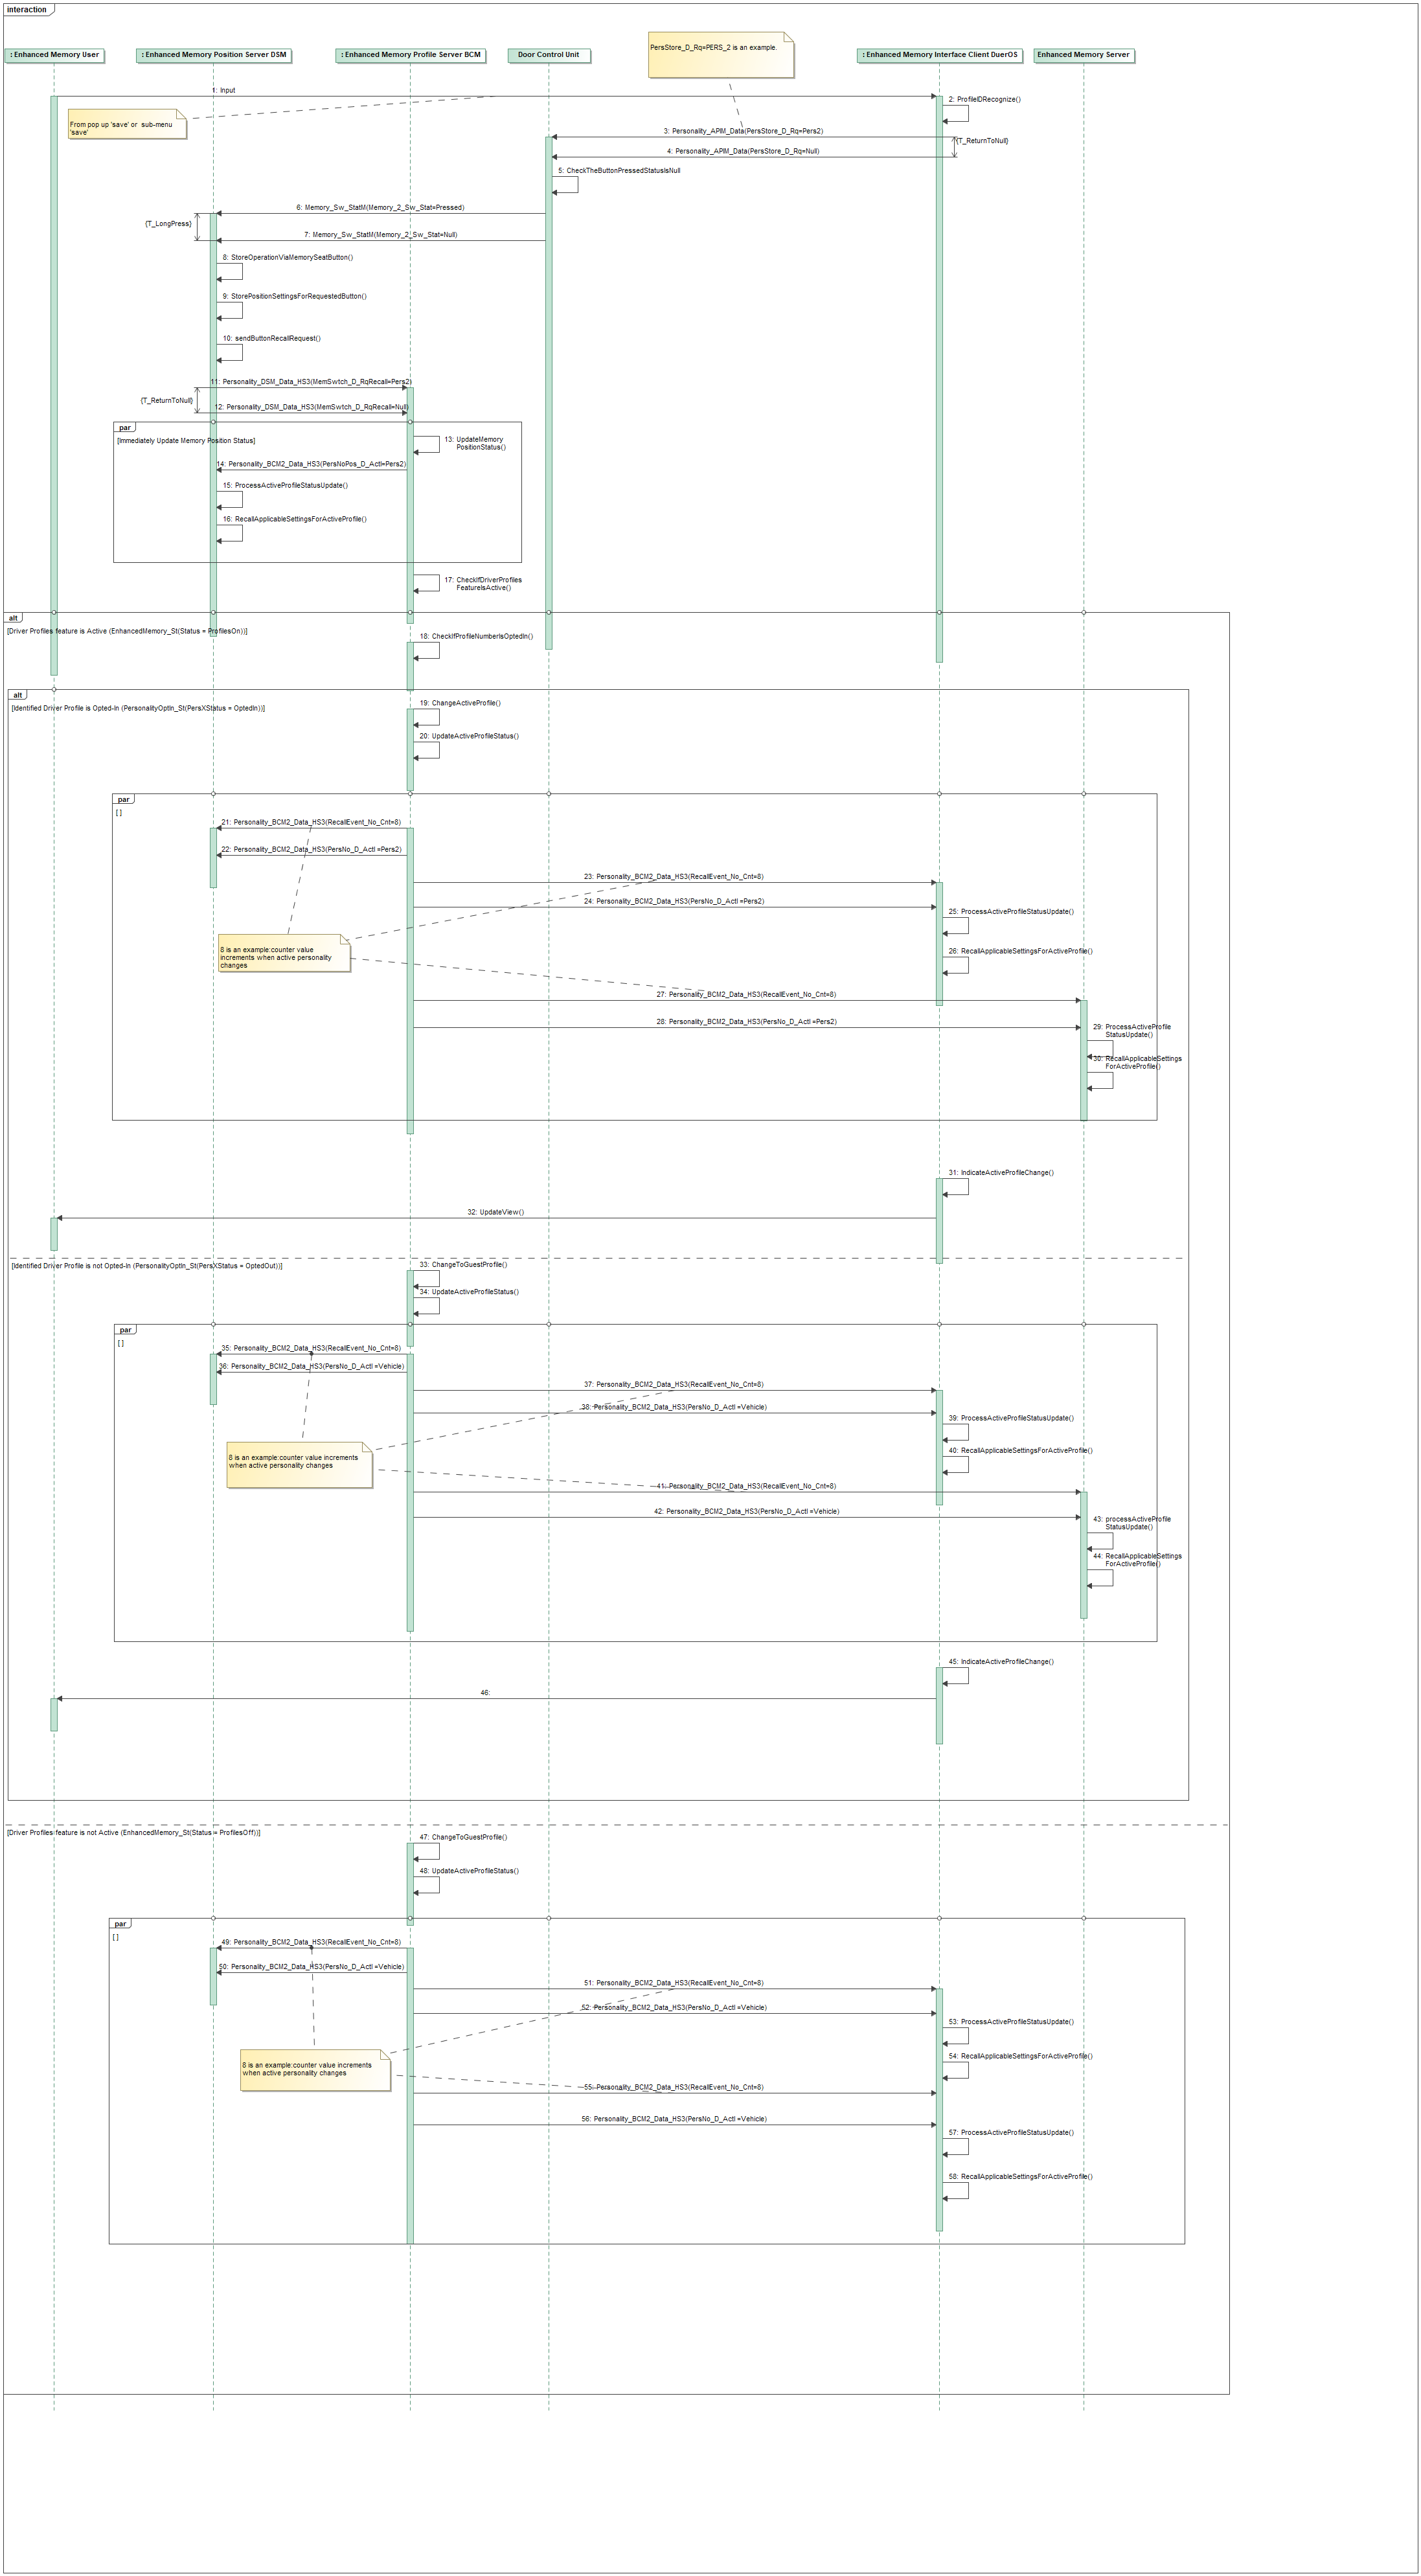 interaction
: Enhanced Memory User
: Enhanced Memory Position Server DSM
: Enhanced Memory Profile Server BCM
Door Control Unit
PersStore_D_Rq=PERS_2 is an example.
: Enhanced Memory Interface Client DuerOS
Enhanced Memory Server
1: Input
2: ProfileIDRecognize()
From pop up 'save' or sub-menu
'save'
3: Personality_APIM_Data(PersStore_D_Rq=Pers2)
{T_ReturnToNull}
4: Personality_APIM_Data(PersStore_D_Rq=Null)
5: CheckTheButtonPressedStatusIsNull
6: Memory_Sw_StatM(Memory_2_Sw_Stat=Pressed)
{T_LongPress}
7: Memory_Sw_StatM(Memory_2_Sw_Stat=Null)
8: StoreOperationViaMemorySeatButton()
9: StorePositionSettingsForRequestedButton()
10: sendButtonRecallRequest()
11: Personality_DSM_Data_HS3(MemSwtch_D_RqRecall=Pers2)
{T_ReturnToNull}
12: Personality_DSM_Data_HS3(MemSwtch_D_RqRecall=Null)
par
[Immediately Update Memory Position Status]
13: UpdateMemory
PositionStatus()
14: Personality_BCM2_Data_HS3(PersNoPos_D_Actl=Pers2)
15: ProcessActiveProfileStatusUpdate()
16: RecallApplicableSettingsForActiveProfile()
17: CheckIfDriverProfiles
FeatureIsActive()
alt
[Driver Profiles feature is Active (EnhancedMemory_St(Status = ProfilesOn))]
18: CheckIfProfileNumberIsOptedIn()
alt
[Identified Driver Profile is Opted-In (PersonalityOptIn_St(PersXStatus = OptedIn))]
19: ChangeActiveProfile()
20: UpdateActiveProfileStatus()
par
[ ]
21: Personality_BCM2_Data_HS3(RecallEvent_No_Cnt=8)
22: Personality_BCM2_Data_HS3(PersNo_D_Actl =Pers2)
23: Personality_BCM2_Data_HS3(RecallEvent_No_Cnt=8)
24: Personality_BCM2_Data_HS3(PersNo_D_Actl =Pers2)
25: ProcessActiveProfileStatusUpdate()
8 is an example:counter value
increments when active personality
changes
26: RecallApplicableSettingsForActiveProfile()
27: Personality_BCM2_Data_HS3(RecallEvent_No_Cnt=8)
28: Personality_BCM2_Data_HS3(PersNo_D_Actl =Pers2)
29: ProcessActiveProfile
StatusUpdate()
30: RecallApplicableSettings
ForActiveProfile()
31: IndicateActiveProfileChange()
32: UpdateView()
[Identified Driver Profile is not Opted-In (PersonalityOptIn_St(PersXStatus = OptedOut))]
33: ChangeToGuestProfile()
34: UpdateActiveProfileStatus()
par
[ ]
35: Personality_BCM2_Data_HS3(RecallEvent_No_Cnt=8)
36: Personality_BCM2_Data_HS3(PersNo_D_Actl =Vehicle)
37: Personality_BCM2_Data_HS3(RecallEvent_No_Cnt=8)
38: Personality_BCM2_Data_HS3(PersNo_D_Actl =Vehicle)
39: ProcessActiveProfileStatusUpdate()
40: RecallApplicableSettingsForActiveProfile()
8 is an example:counter value increments
when active personality changes
41: Personality_BCM2_Data_HS3(RecallEvent_No_Cnt=8)
42: Personality_BCM2_Data_HS3(PersNo_D_Actl =Vehicle)
43: processActiveProfile
StatusUpdate()
44: RecallApplicableSettings
ForActiveProfile()
45: IndicateActiveProfileChange()
46:
[Driver Profiles feature is not Active (EnhancedMemory_St(Status = ProfilesOff))]
47: ChangeToGuestProfile()
48: UpdateActiveProfileStatus()
par
[ ]
49: Personality_BCM2_Data_HS3(RecallEvent_No_Cnt=8)
50: Personality_BCM2_Data_HS3(PersNo_D_Actl =Vehicle)
51: Personality_BCM2_Data_HS3(RecallEvent_No_Cnt=8)
52: Personality_BCM2_Data_HS3(PersNo_D_Actl =Vehicle)
53: ProcessActiveProfileStatusUpdate()
54: RecallApplicableSettingsForActiveProfile()
8 is an example:counter value increments
when active personality changes
55: Personality_BCM2_Data_HS3(RecallEvent_No_Cnt=8)
56: Personality_BCM2_Data_HS3(PersNo_D_Actl =Vehicle)
57: ProcessActiveProfileStatusUpdate()
58: RecallApplicableSettingsForActiveProfile()